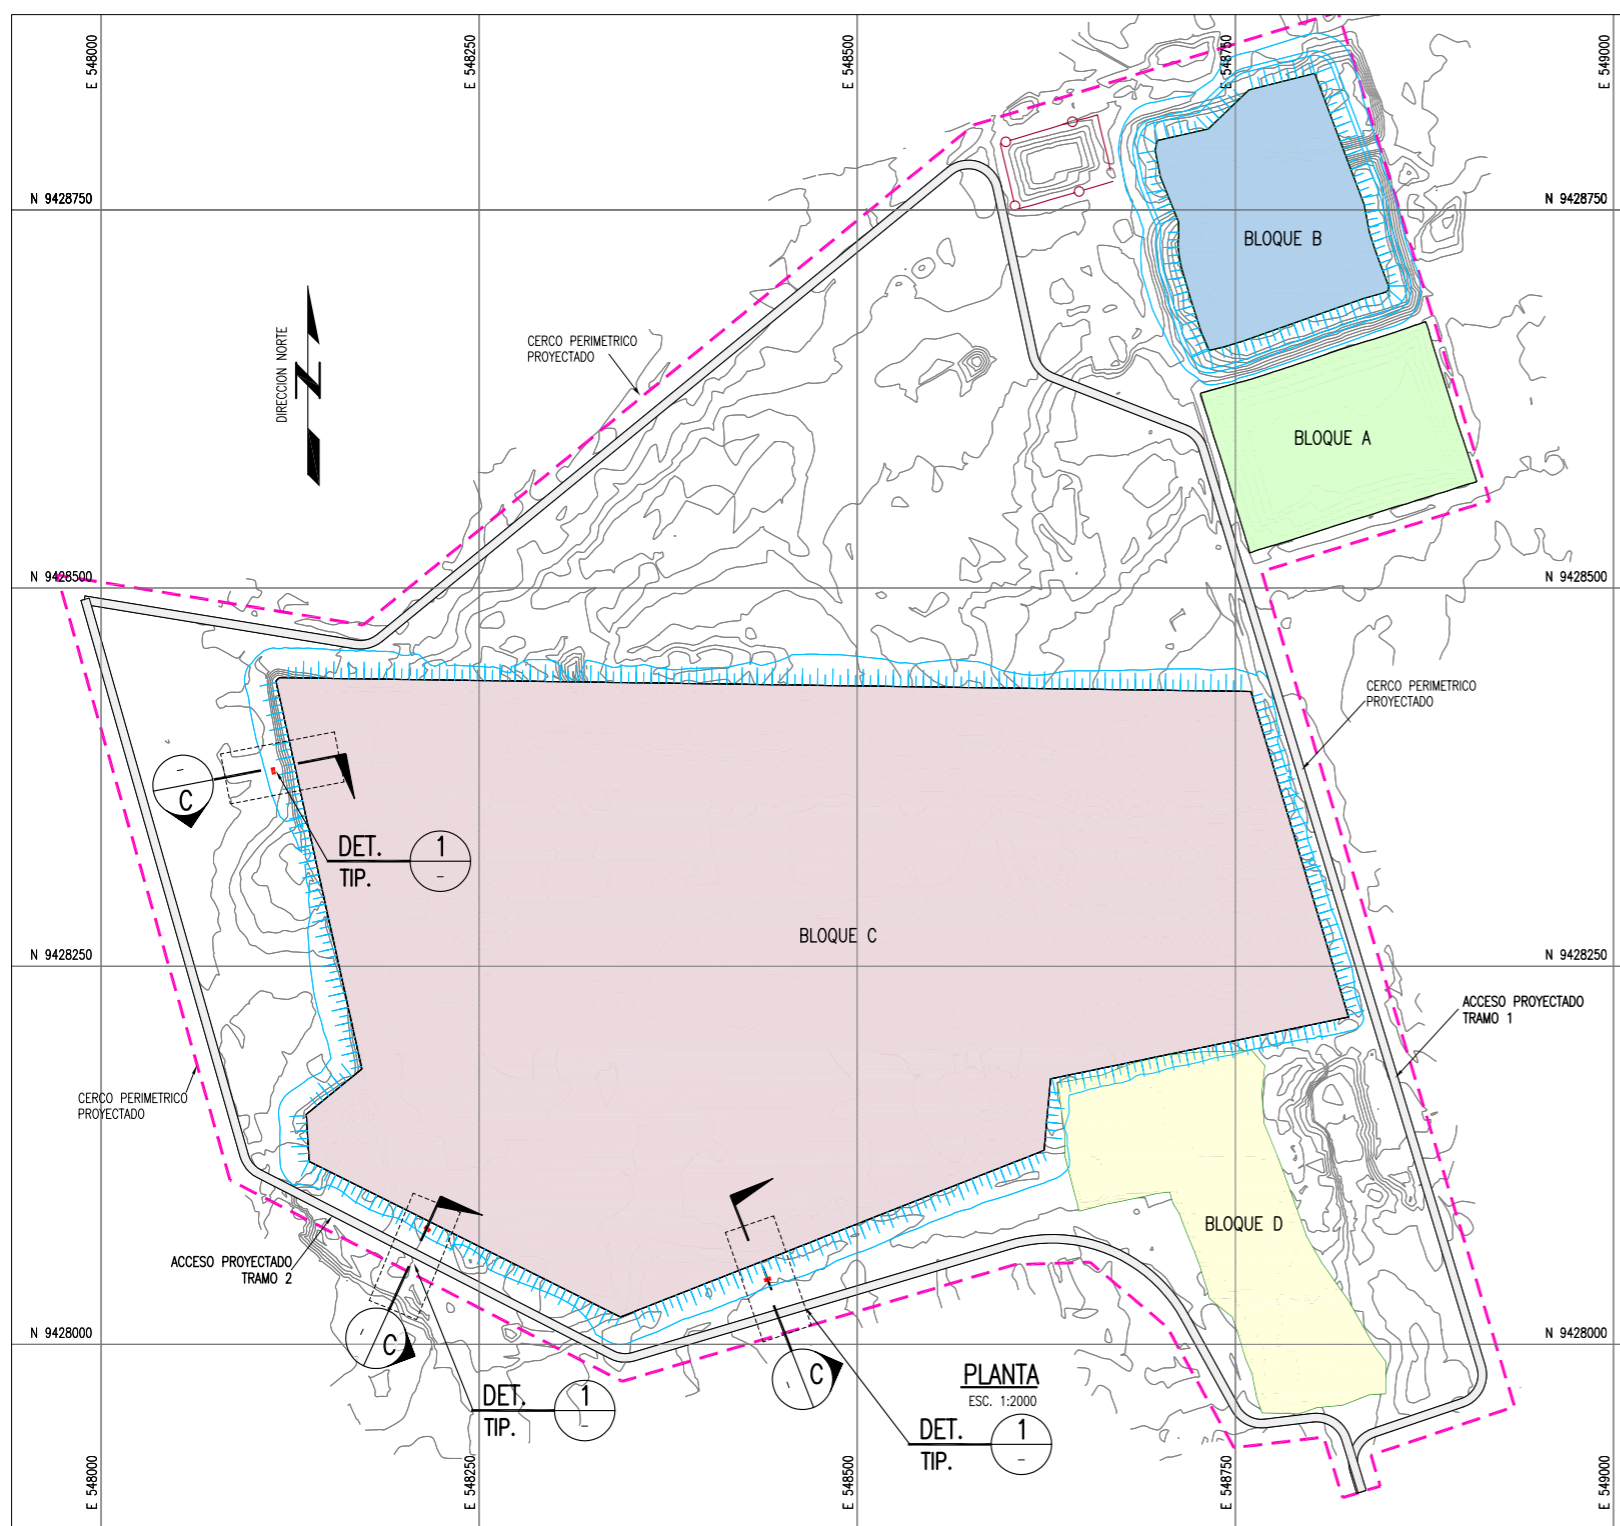 E 548000
E 548250
E 548500
E 548750
E 549000
N 9428750
N 9428750
BLOQUE B
DIRECCION NORTE
N
CERCO PERIMETRICO
PROYECTADO
BLOQUE A
N 9428500
N 9428500
CERCO PERIMETRICO
PROYECTADO
-
C
DET.
TIP.
1
-
BLOQUE C
N 9428250
N 9428250
ACCESO PROYECTADO
TRAMO 1
CERCO PERIMETRICO
PROYECTADO
BLOQUE D
ACCESO PROYECTADO
TRAMO 2
N 9428000
N 9428000
-
C
-
C
PLANTA
ESC. 1:2000
DET.
TIP.
1
-
DET.
TIP.
1
-
E 548000
E 548250
E 548500
E 548750
E 549000